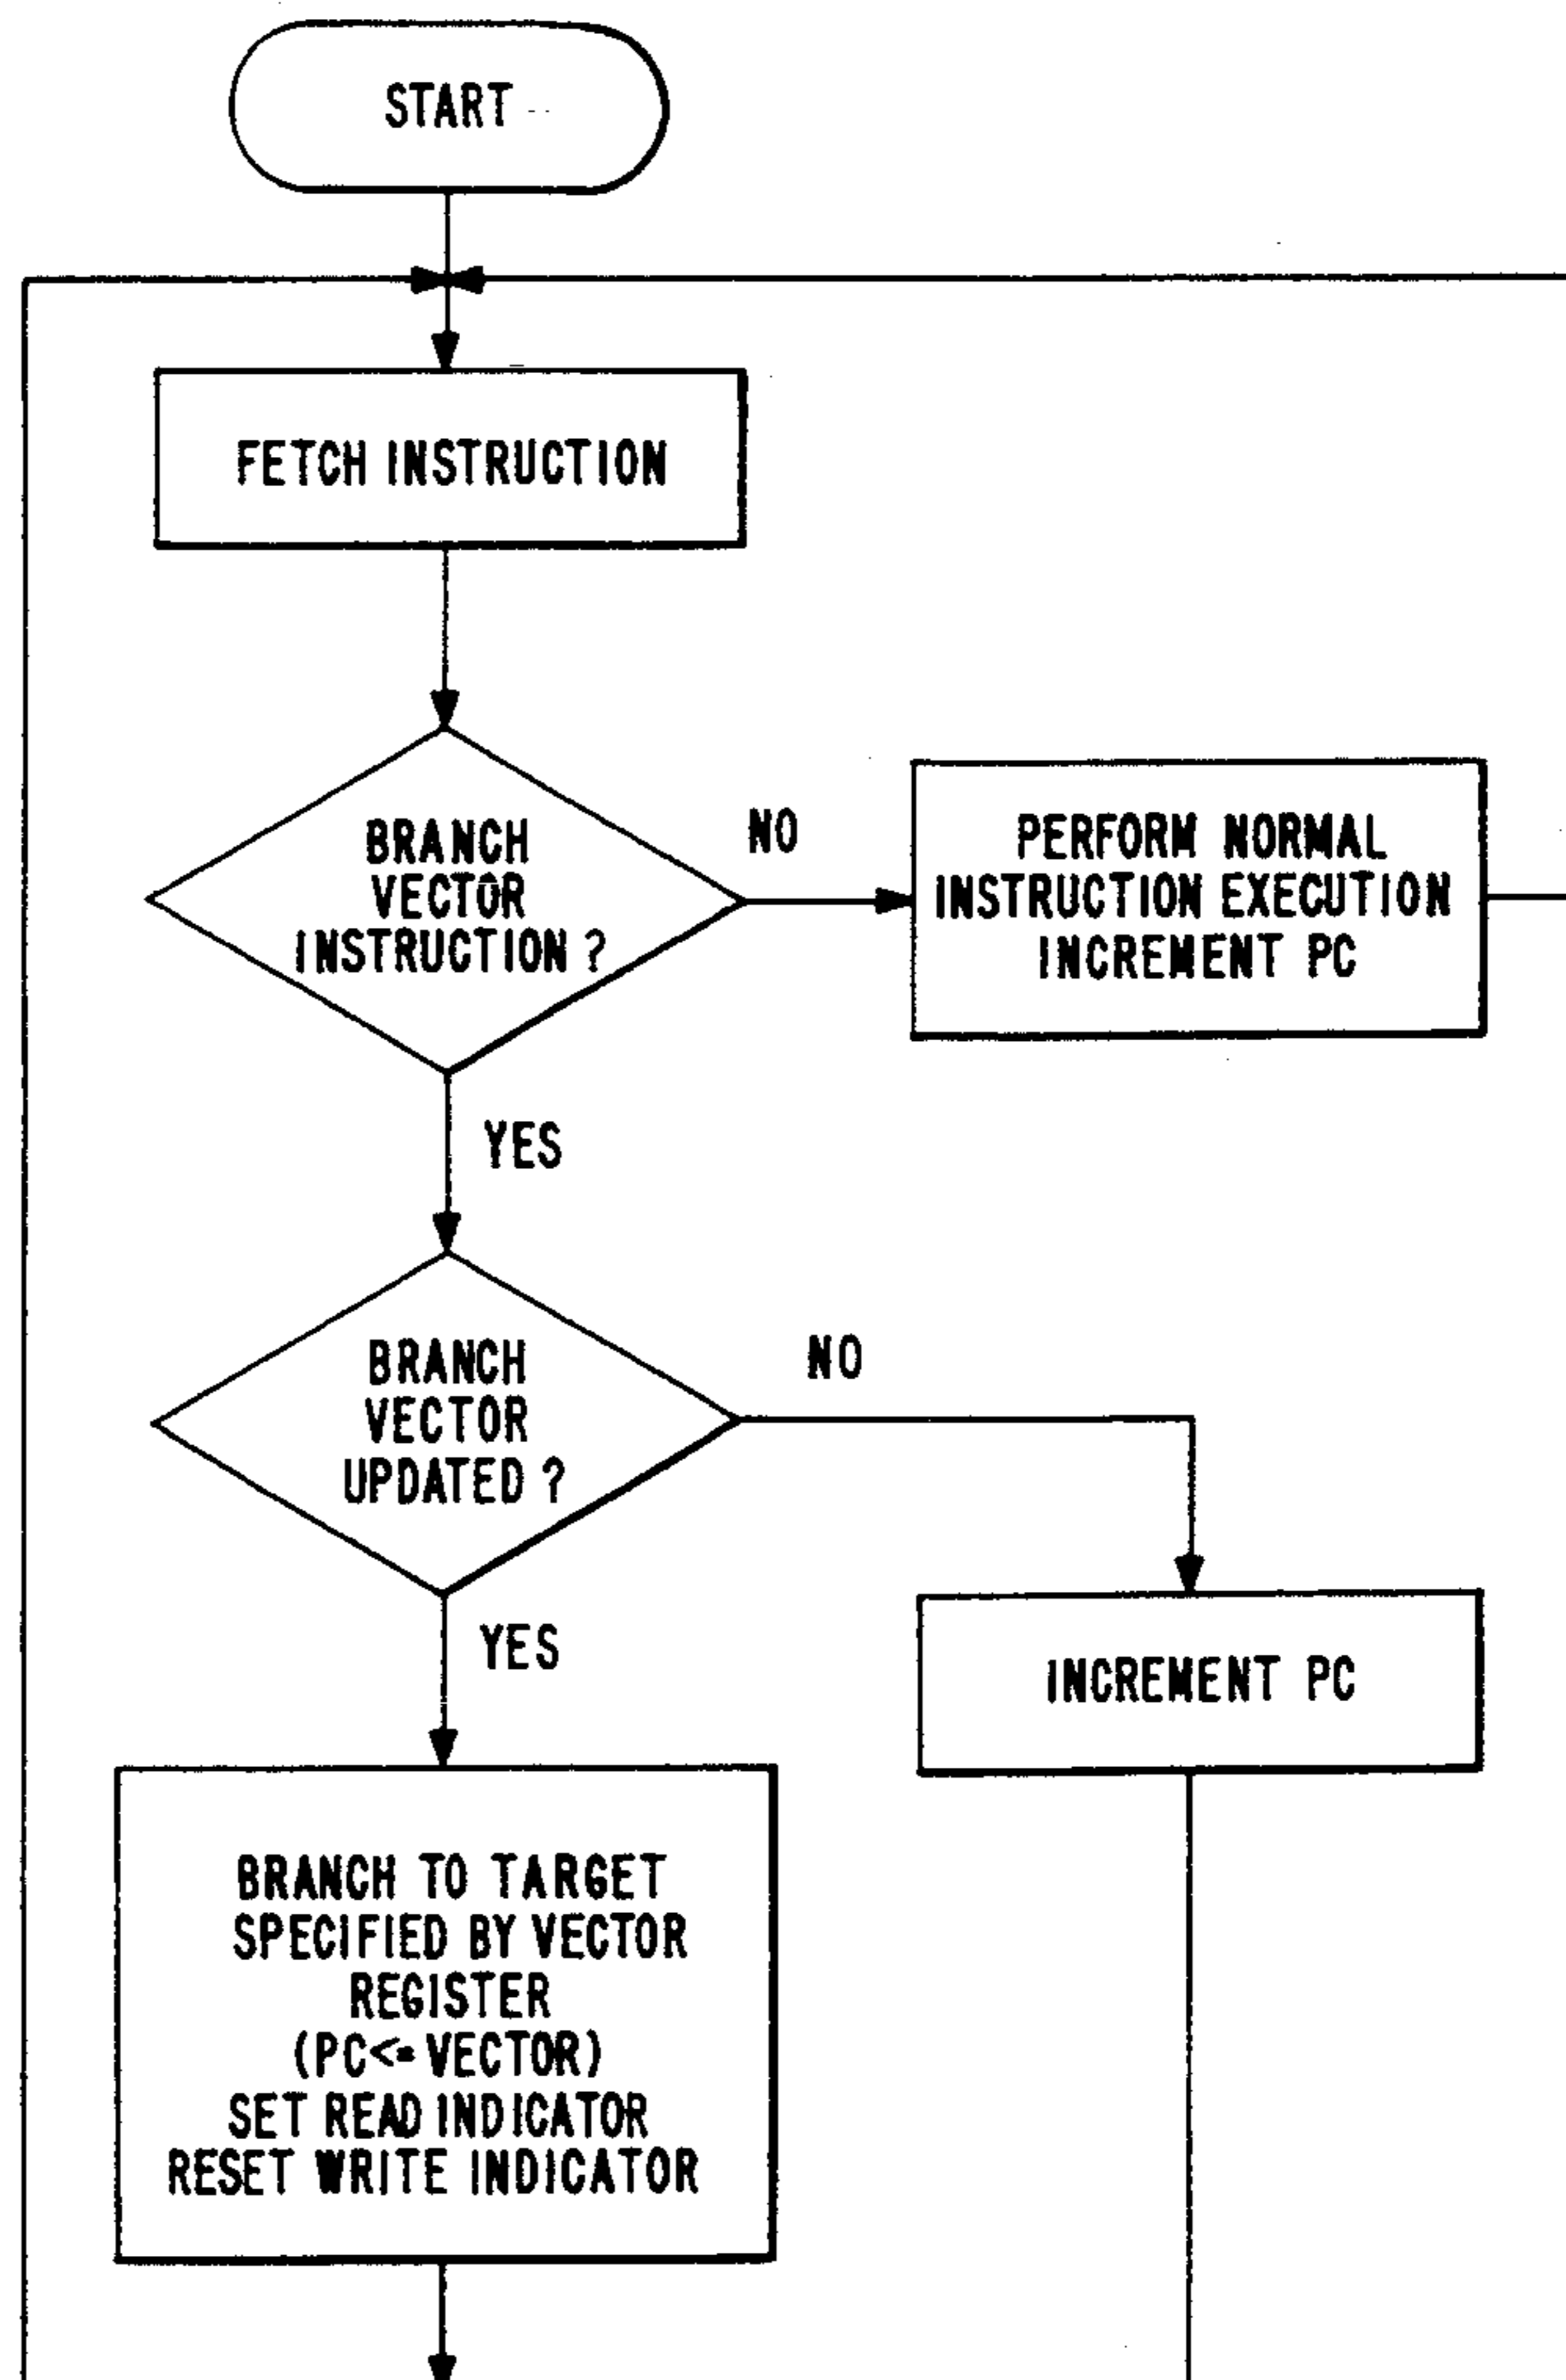 START
FETCH INSTRUCTION
BRANCH
VECTOR
INSTRUCTION ?
NO
PERFORM NORMAL
INSTRUCTION EXECUTION
INCREMENT PC
YES
BRANCH
VECTOR
UPDATED ?
NO
INCREMENT PC
YES
BRANCH TO TARGET
SPECIFIED BY VECTOR
REGISTER
(PC<= VECTOR)
SET READ INDICATOR
RESET WRITE INDICATOR